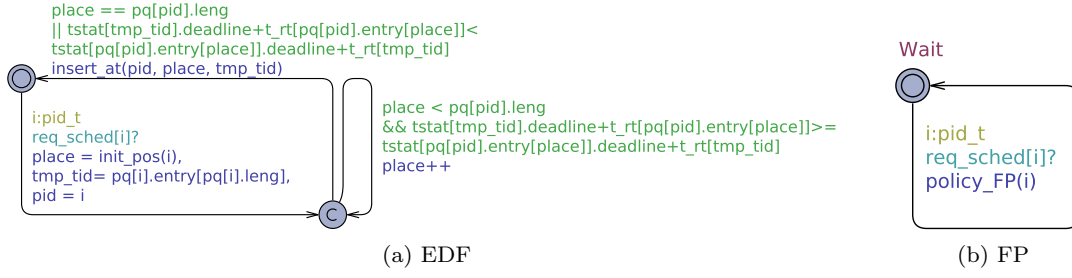 place == pq[pid].leng
|| tstat[tmp_tid].deadline+t_rt[pq[pid].entry[place]]<
tstat[pq[pid].entry[place]].deadline+t_rt[tmp_tid]
insert_at(pid, place, tmp_tid)
i:pid_t
req_sched[i]?
place = init_pos(i),
tmp_tid= pq[i].entry[pq[i].leng],
pid = i
C
place < pq[pid].leng
&& tstat[tmp_tid].deadline+t_rt[pq[pid].entry[place]]>=
tstat[pq[pid].entry[place]].deadline+t_rt[tmp_tid]
place++
(a) EDF
Wait
i:pid_t
req_sched[i]?
policy_FP(i)
(b) FP